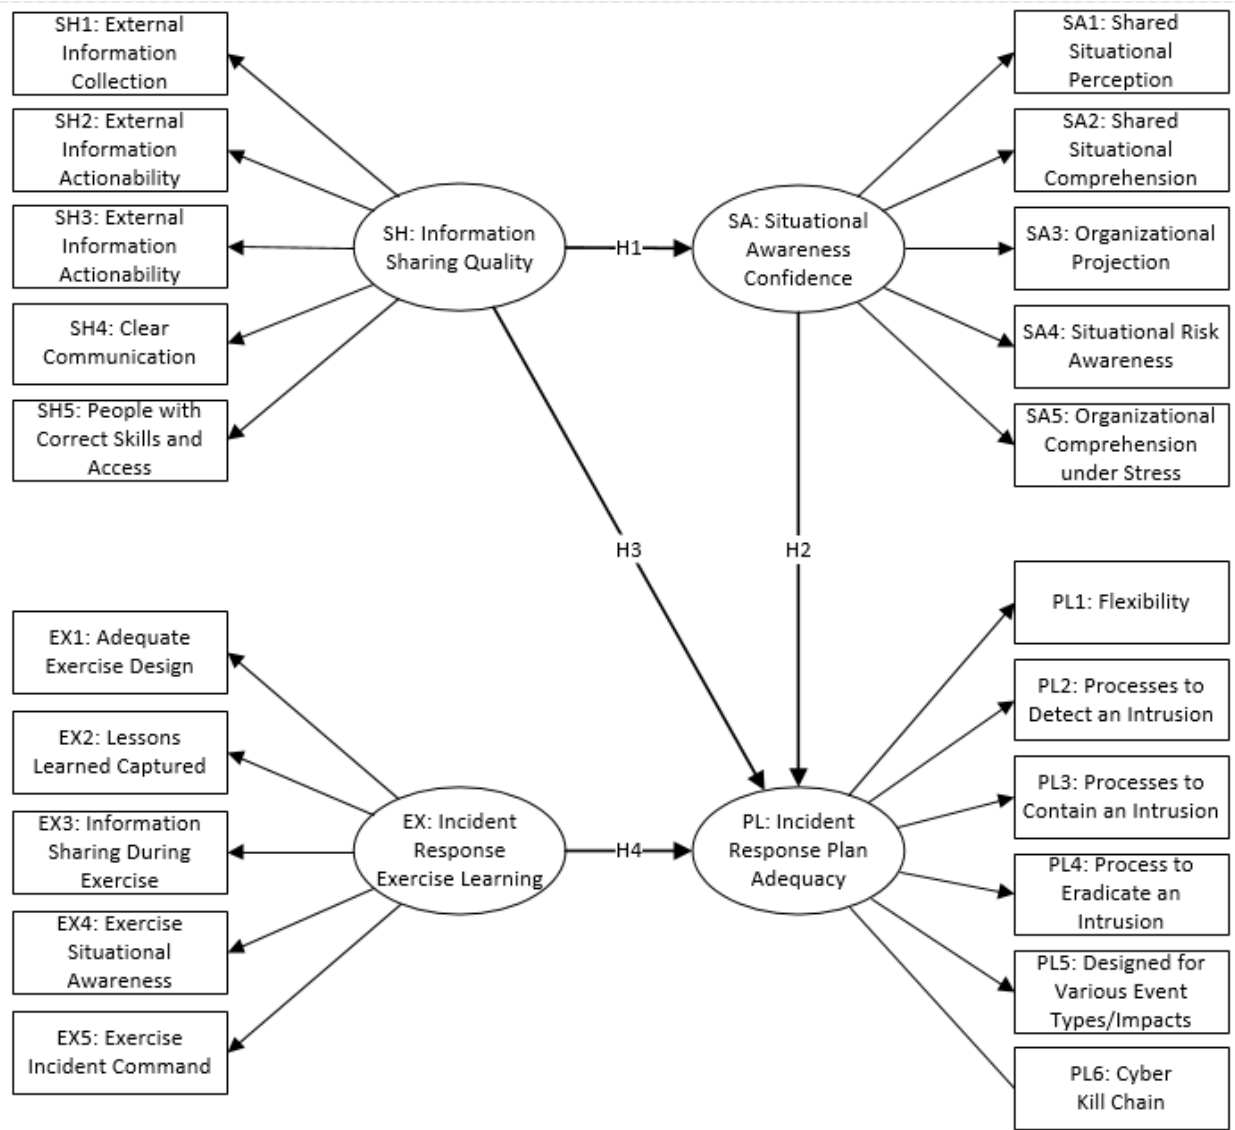 SH1: External
Information
Collection
SH2: External
Information
Actionability
SH3: External
Information
Actionability
SH4: Clear
Communication
SH5: People with
Correct Skills and
Access
SH: Information
Sharing Quality
H1
SA: Situational
Awareness
Confidence
SA1: Shared
Situational
Perception
SA2: Shared
Situational
Comprehension
SA3: Organizational
Projection
SA4: Situational Risk
Awareness
SA5: Organizational
Comprehension
under Stress
H3
H2
EX1: Adequate
Exercise Design
EX2: Lessons
Learned Captured
EX3: Information
Sharing During
Exercise
EX4: Exercise
Situational
Awareness
EX5: Exercise
Incident Command
EX: Incident
Response
Exercise Learning
H4
PL: Incident
Response Plan
Adequacy
PL1: Flexibility
PL2: Processes to
Detect an Intrusion
PL3: Processes to
Contain an Intrusion
PL4: Process to
Eradicate an
Intrusion
PL5: Designed for
Various Event
Types/Impacts
PL6: Cyber
Kill Chain